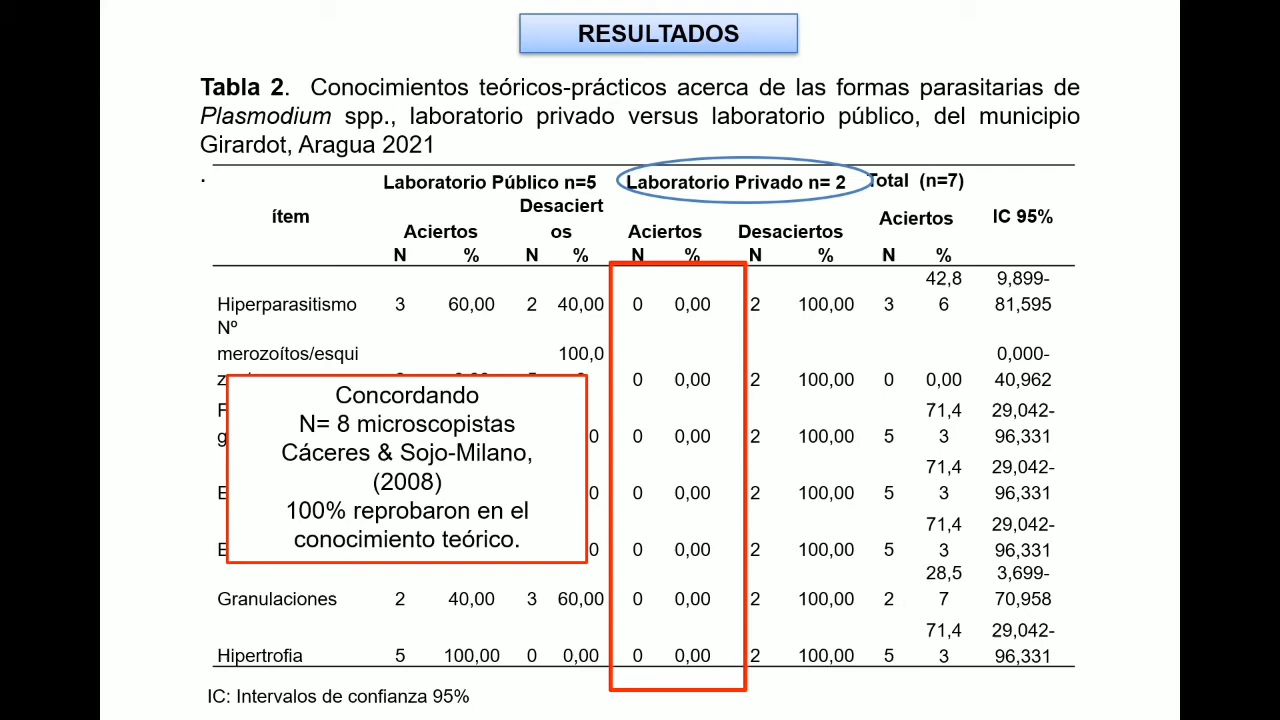 RESULTADOS
Tabla 2. Conocimientos teóricos-prácticos acerca de las formas parasitarias de
Plasmodium spp., laboratorio privado versus laboratorio público, del municipio
Girardot, Aragua 2021
.
Laboratorio Público n=5 Laboratorio Privado n= 2 Total (n=7)
ítem Desaciert IC 95%
Aciertos os Aciertos Desaciertos Aciertos
N % N % N % N % N %
42,8 9,899-
Hiperparasitismo 3 60,00 2 40,00 0 0,00 2 100,00 3 6 81,595
Nº
merozoítos/esqui 100,0 0,000-
0 0,00 2 100,00 0 0,00 40,962
71,4 29,042-
0 0 0,00 2 100,00 5 3 96,331
71,4 29,042-
0 0 0,00 2 100,00 5 3 96,331
71,4 29,042-
0 0 0,00 2 100,00 5 3 96,331
28,5 3,699-
Granulaciones 2 40,00 3 60,00 0 0,00 2 100,00 2 7 70,958
71,4 29,042-
Hipertrofia 5 100,00 0 0,00 0 0,00 2 100,00 5 3 96,331
Concordando
N= 8 microscopistas
Cáceres & Sojo-Milano,
(2008)
100% reprobaron en el
conocimiento teórico.
IC: Intervalos de confianza 95%